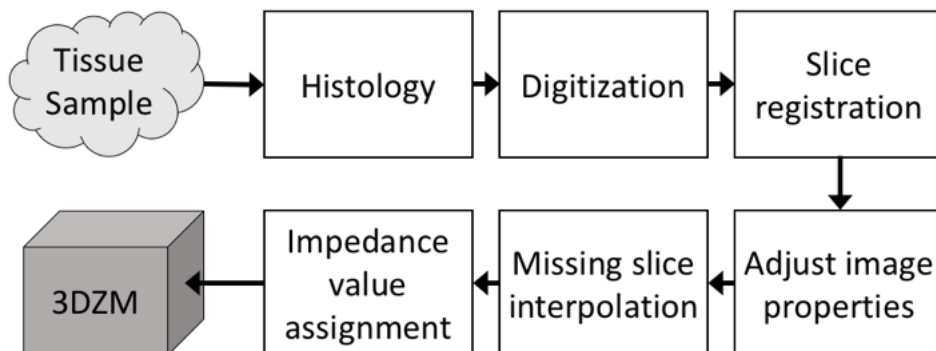 Tissue
Sample
Histology
Digitization
Slice
registration
Adjust image
properties
Missing slice
interpolation
Impedance
value
assignment
3DZM